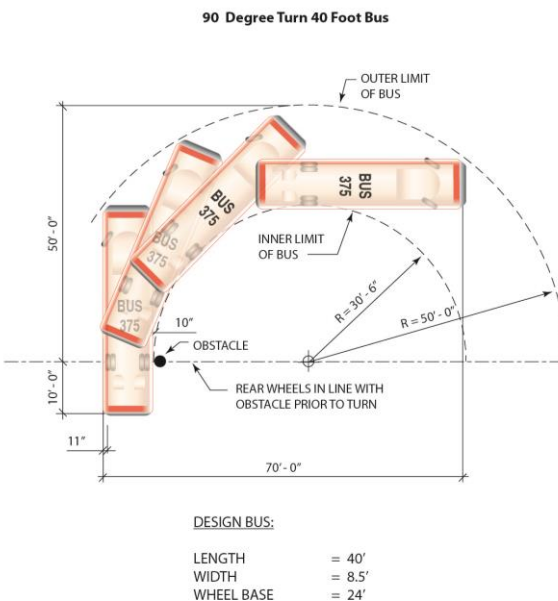 90 Degree Turn 40 Foot Bus
OUTER LIMIT
OF BUS
BUS
375
BUS
375
BUS
375
BUS
375
50' - 0"
INNER LIMIT
OF BUS
R = 30' - 6"
R = 50' - 0"
10"
OBSTACLE
REAR WHEELS IN LINE WITH
OBSTACLE PRIOR TO TURN
10' - 0"
11"
70' - 0"
DESIGN BUS:
LENGTH = 40'
WIDTH = 8.5'
WHEEL BASE = 24'